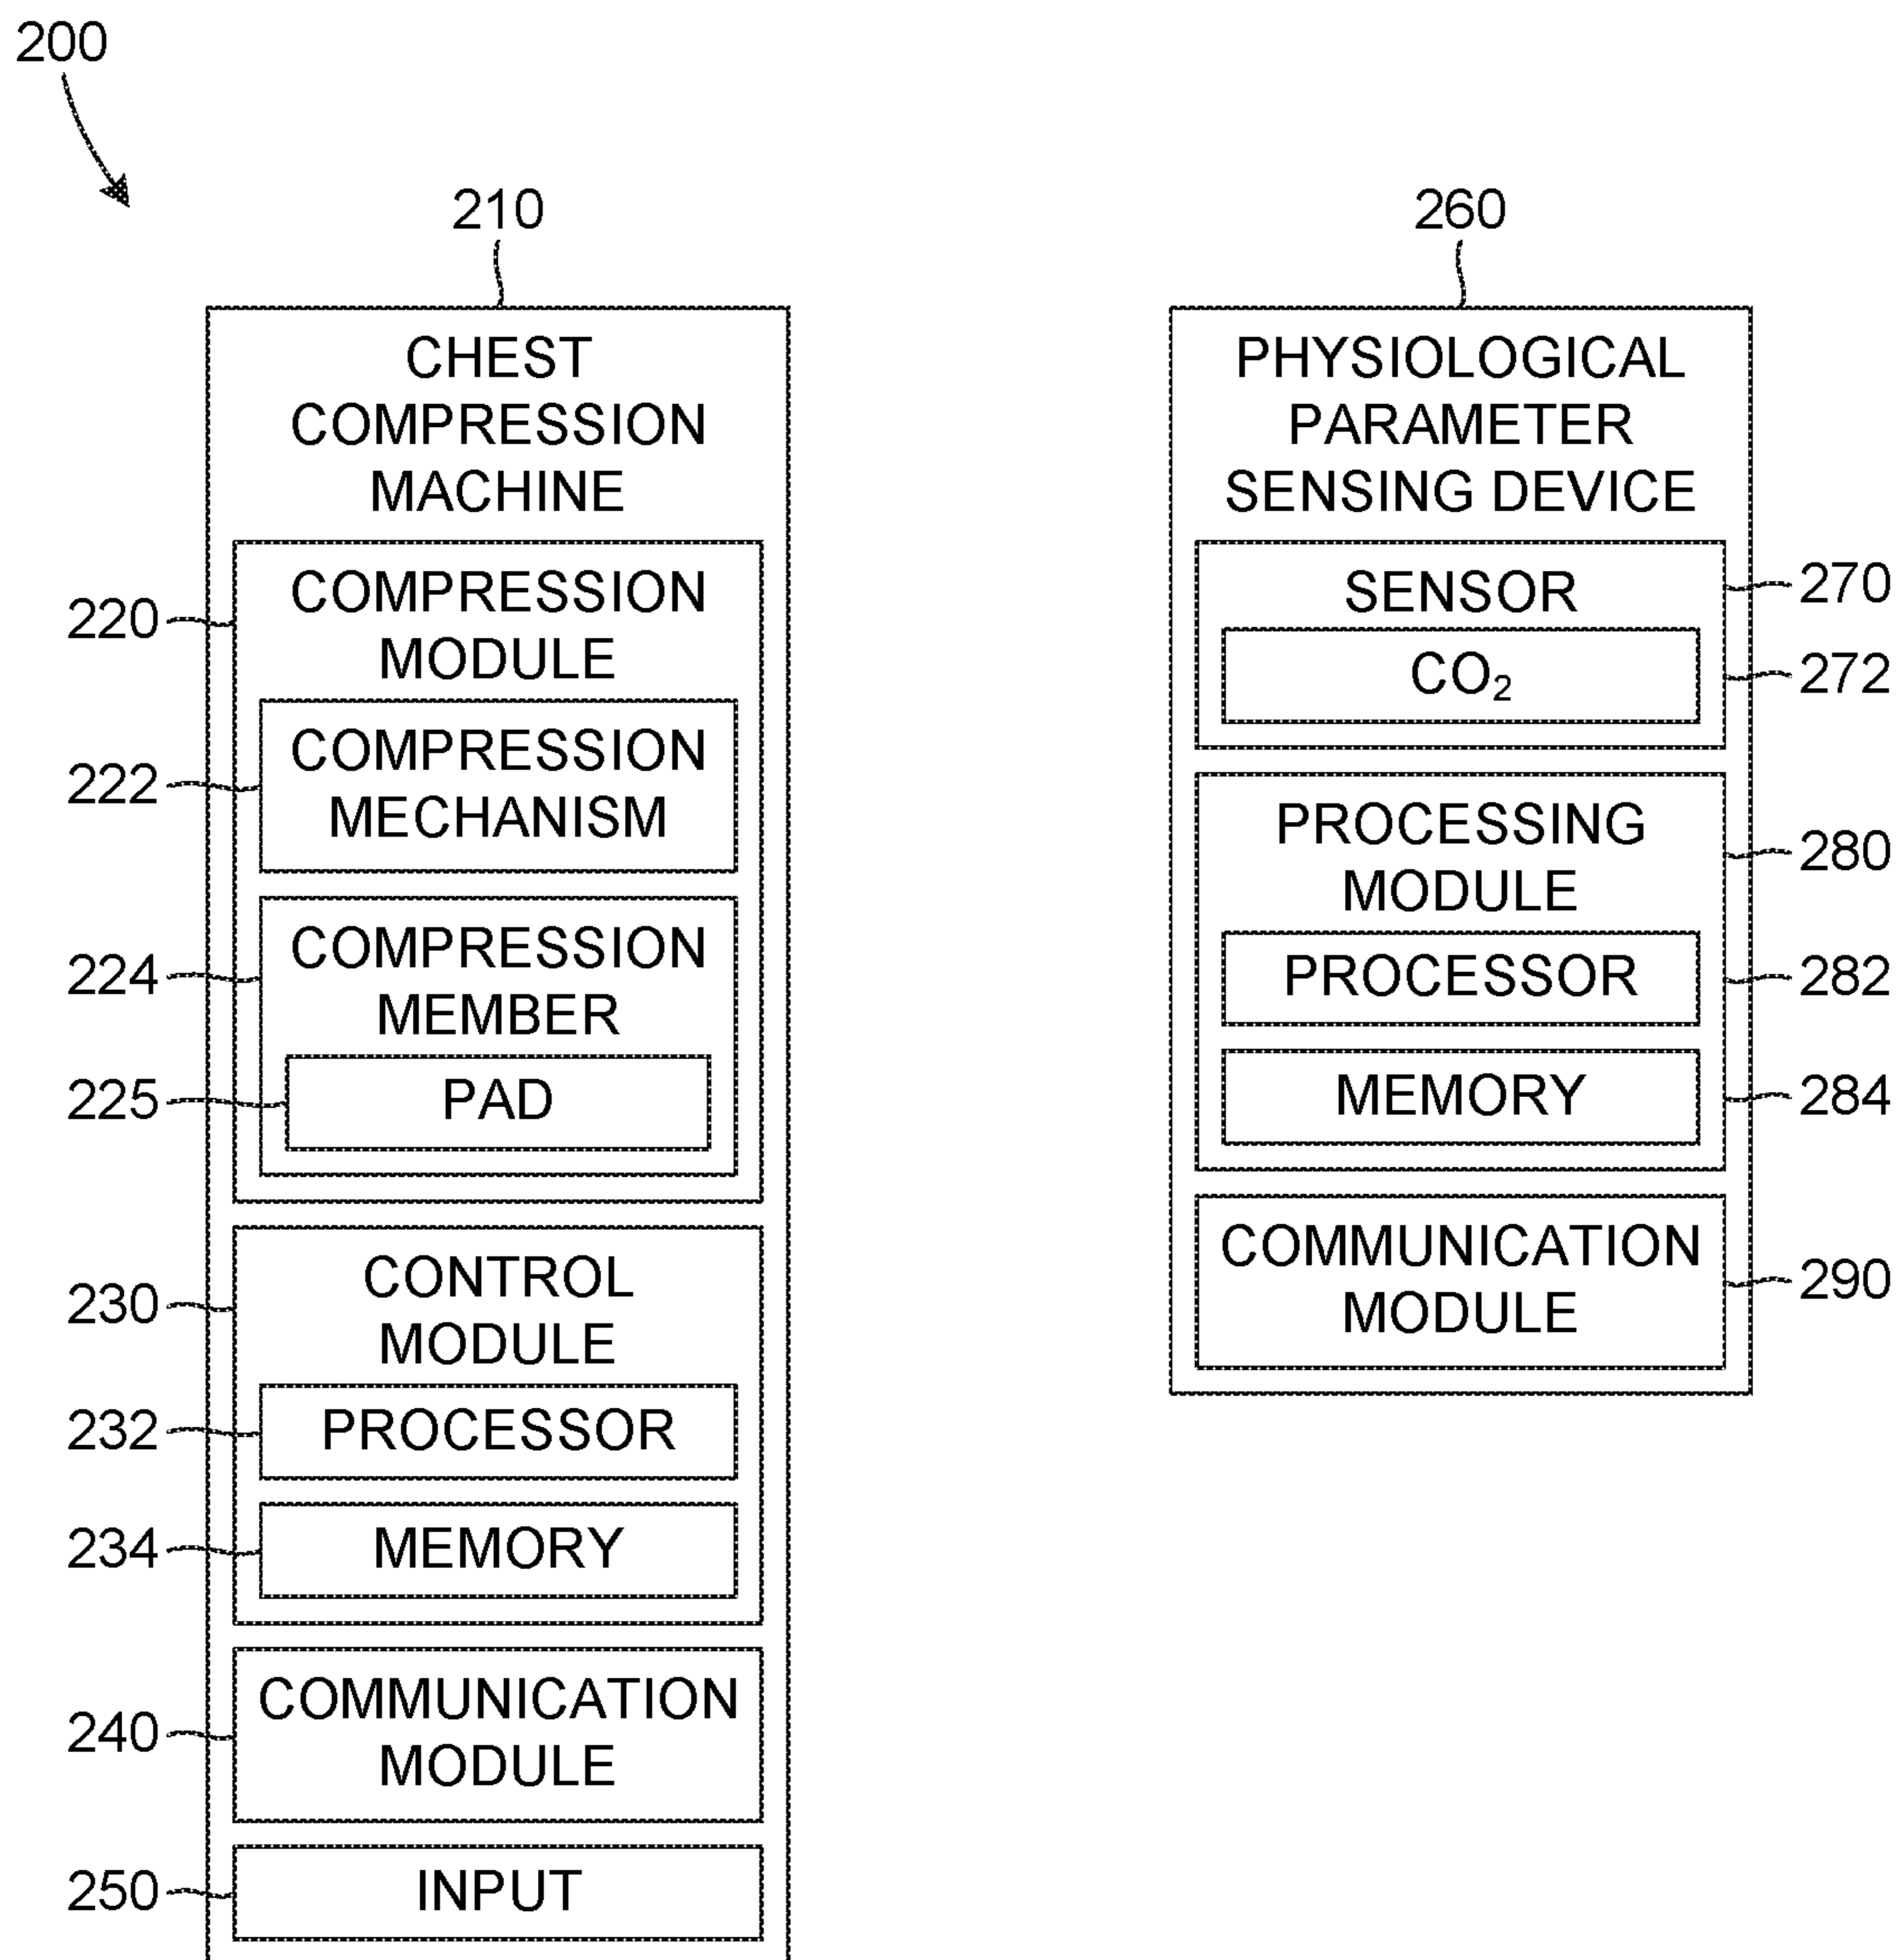 200
210
CHEST
COMPRESSION
MACHINE
220
COMPRESSION
MODULE
222
COMPRESSION
MECHANISM
224
COMPRESSION
MEMBER
225
PAD
230
CONTROL
MODULE
232
PROCESSOR
234
MEMORY
240
COMMUNICATION
MODULE
250
INPUT
260
PHYSIOLOGICAL
PARAMETER
SENSING DEVICE
SENSOR
270
CO₂
272
PROCESSING
MODULE
280
PROCESSOR
282
MEMORY
284
COMMUNICATION
MODULE
290